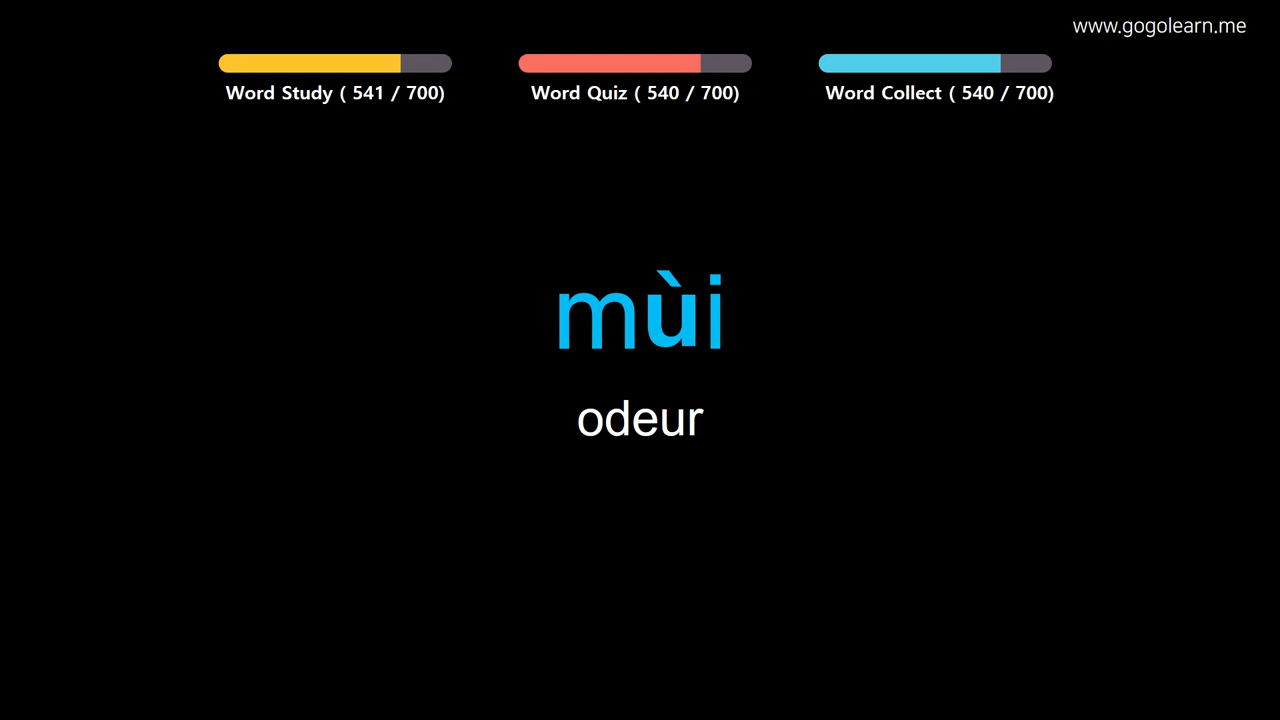 www.gogolearn.me
Word Study ( 541 / 700)
Word Quiz ( 540 / 700)
Word Collect ( 540 / 700)
mùi
odeur